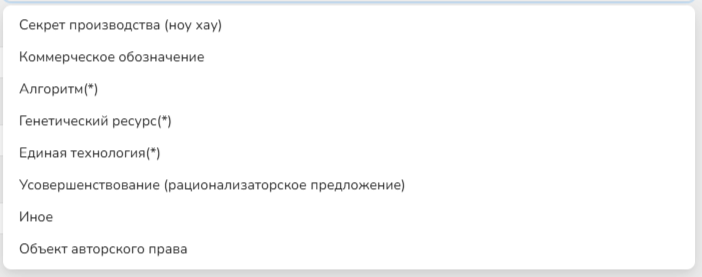 Секрет производства (ноу хау)
Коммерческое обозначение
Алгоритм(*)
Генетический ресурс(*)
Единая технология(*)
Усовершенствование (рационализаторское предложение)
Иное
Объект авторского права